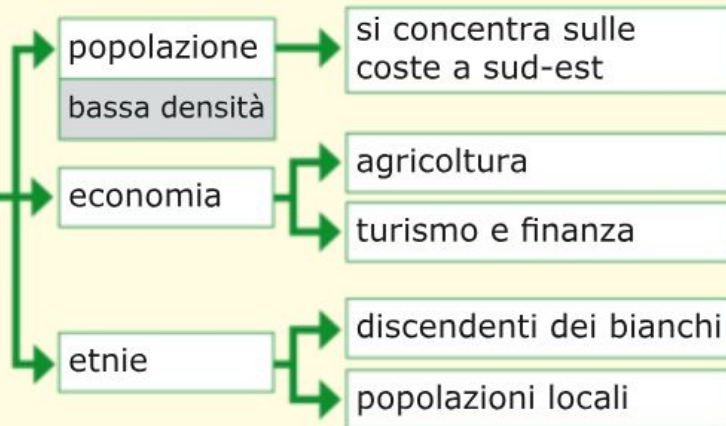 popolazione
bassa densità
si concentra sulle
coste a sud-est
economia
agricoltura
turismo e finanza
etnie
discendenti dei bianchi
popolazioni locali